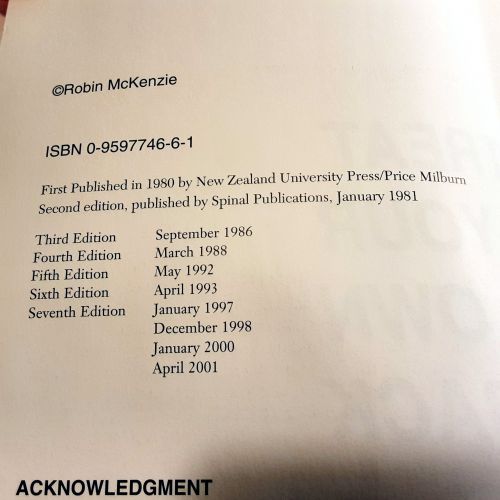 ©Robin McKenzie
ISBN 0-9597746-6-1
First Published in 1980 by New Zealand University Press/Price Milburn
Second edition, published by Spinal Publications, January 1981
Third Edition September 1986
Fourth Edition March 1988
Fifth Edition May 1992
Sixth Edition April 1993
Seventh Edition January 1997
December 1998
January 2000
April 2001
ACKNOWLEDGMENT